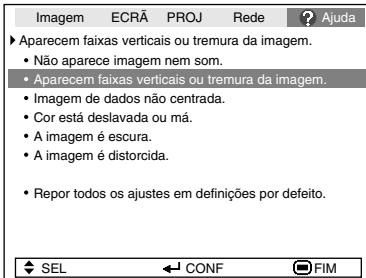 Imagem ECRÃ PROJ Rede ? Ajuda
Aparecem faixas verticais ou tremura da imagem.
• Não aparece imagem nem som.
• Aparecem faixas verticais ou tremura da imagem.
• Imagem de dados não centrada.
• Cor está deslavada ou má.
• A imagem é escura.
• A imagem é distorcida.
• Repor todos os ajustes em definições por defeito.
SEL CONF FIM